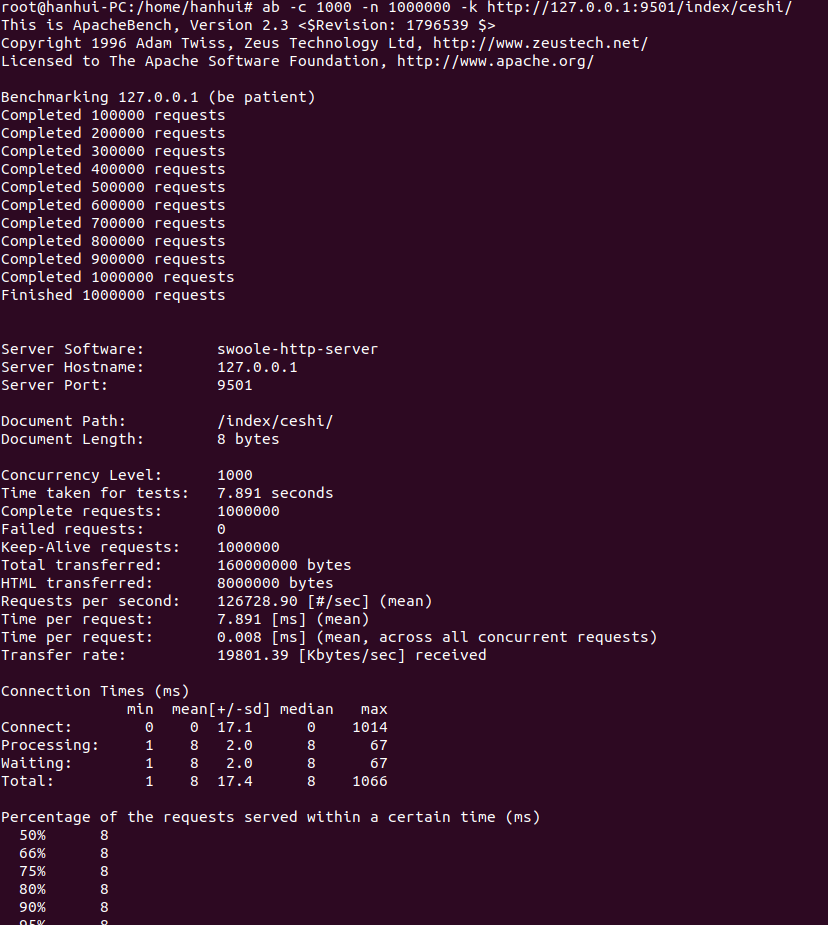 root@hanhui-PC:/home/hanhui# ab -c 1000 -n 1000000 -k http://127.0.0.1:9501/index/ceshi/
This is ApacheBench, Version 2.3 <$Revision: 1796539 $>
Copyright 1996 Adam Twiss, Zeus Technology Ltd, http://www.zeustech.net/
Licensed to The Apache Software Foundation, http://www.apache.org/

Benchmarking 127.0.0.1 (be patient)
Completed 100000 requests
Completed 200000 requests
Completed 300000 requests
Completed 400000 requests
Completed 500000 requests
Completed 600000 requests
Completed 700000 requests
Completed 800000 requests
Completed 900000 requests
Completed 1000000 requests
Finished 1000000 requests


Server Software:        swoole-http-server
Server Hostname:        127.0.0.1
Server Port:            9501

Document Path:          /index/ceshi/
Document Length:        8 bytes

Concurrency Level:      1000
Time taken for tests:   7.891 seconds
Complete requests:      1000000
Failed requests:        0
Keep-Alive requests:    1000000
Total transferred:      160000000 bytes
HTML transferred:       8000000 bytes
Requests per second:    126728.90 [#/sec] (mean)
Time per request:       7.891 [ms] (mean)
Time per request:       0.008 [ms] (mean, across all concurrent requests)
Transfer rate:          19801.39 [Kbytes/sec] received

Connection Times (ms)
              min  mean[+/-sd] median   max
Connect:        0    0  17.1      0    1014
Processing:     1    8   2.0      8      67
Waiting:        1    8   2.0      8      67
Total:          1    8  17.4      8    1066

Percentage of the requests served within a certain time (ms)
  50%      8
  66%      8
  75%      8
  80%      8
  90%      8
  95%      8